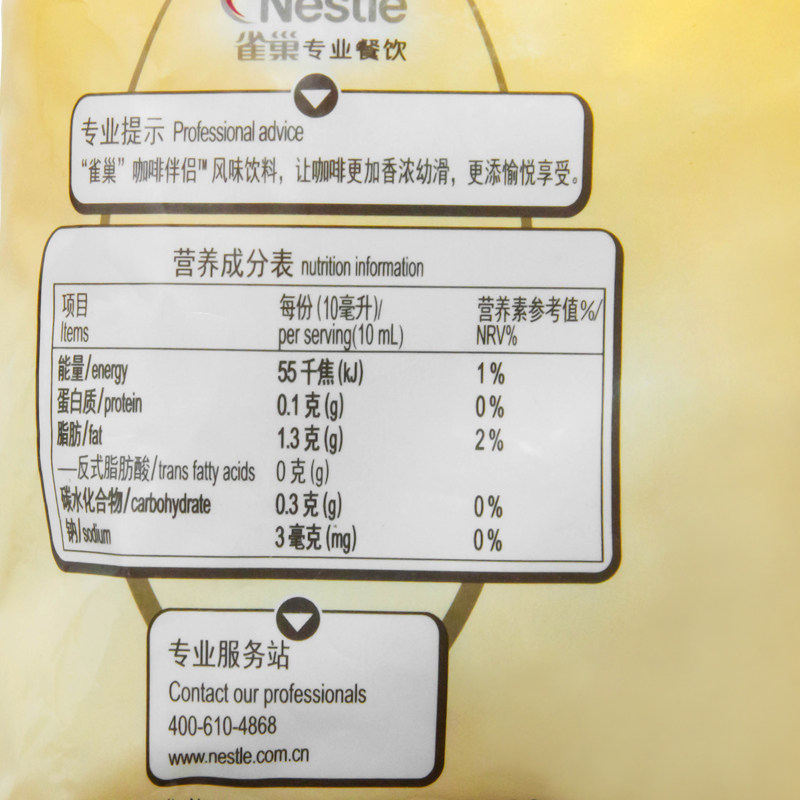 Nestlé
雀巢专业餐饮
专业提示 Professional advice
“雀巢”咖啡伴侣™风味饮料，让咖啡更加香浓幼滑，更添愉悦享受。
营养成分表 nutrition information
项目 每份(10毫升)/ 营养素参考值%/
Items per serving(10 mL) NRV%
能量/energy 55千焦(kJ) 1%
蛋白质/protein 0.1克(g) 0%
脂肪/fat 1.3克(g) 2%
—反式脂肪酸/trans fatty acids 0克(g)
碳水化合物/carbohydrate 0.3克(g) 0%
钠/sodium 3毫克(mg) 0%
专业服务站
Contact our professionals
400-610-4868
www.nestle.com.cn